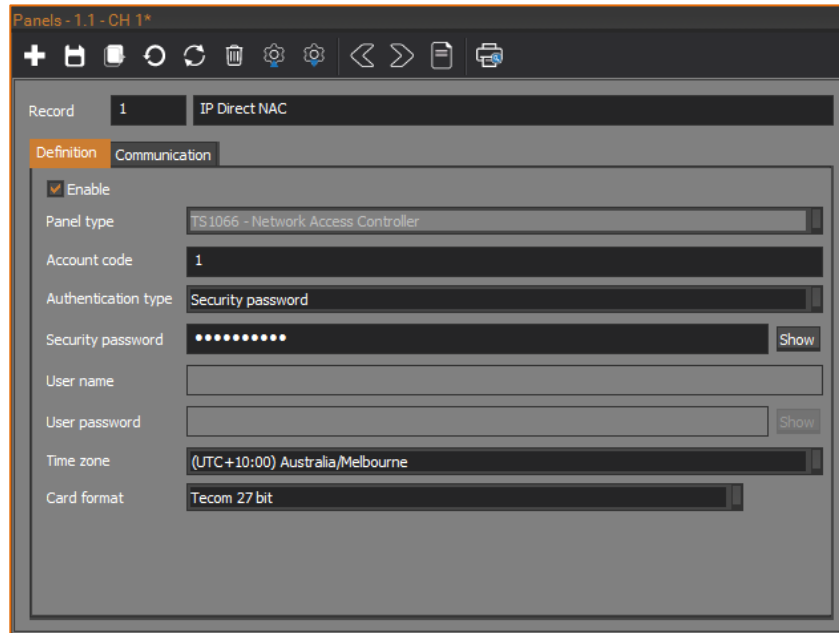 Panels - 1.1 - CH 1*
Record 1 IP Direct NAC
Definition Communication
Enable
Panel type TS1066 - Network Access Controller
Account code 1
Authentication type Security password
Security password •••••••••• Show
User name
User password Show
Time zone (UTC+10:00) Australia/Melbourne
Card format Tecom 27 bit